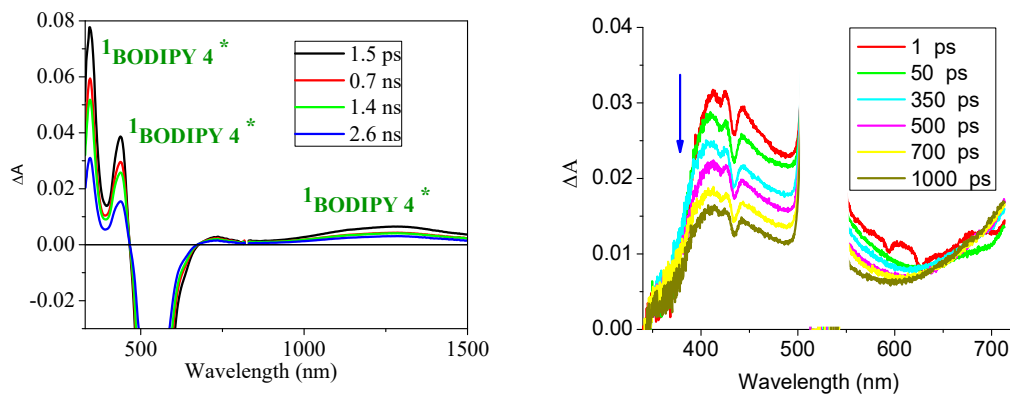 0.08
0.06
0.04
0.02
0.00
-0.02
ΔA
1BODIPY 4 *
1BODIPY 4 *
1BODIPY 4 *
1.5 ps
0.7 ns
1.4 ns
2.6 ns
500
1000
1500
Wavelength (nm)
0.04
0.03
0.02
0.01
0.00
ΔA
1 ps
50 ps
350 ps
500 ps
700 ps
1000 ps
400
500
600
700
Wavelength (nm)